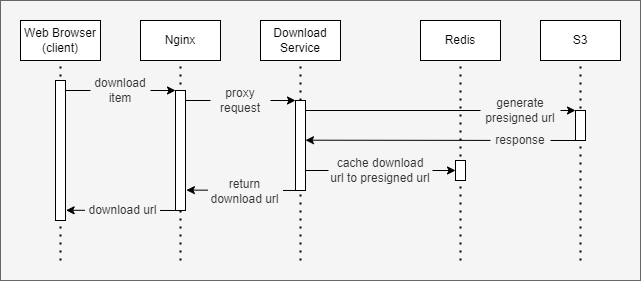 Web Browser
(client)
Nginx
Download
Service
Redis
S3
download
item
proxy
request
generate
presigned url
response
cache download
url to presigned url
return
download url
download url